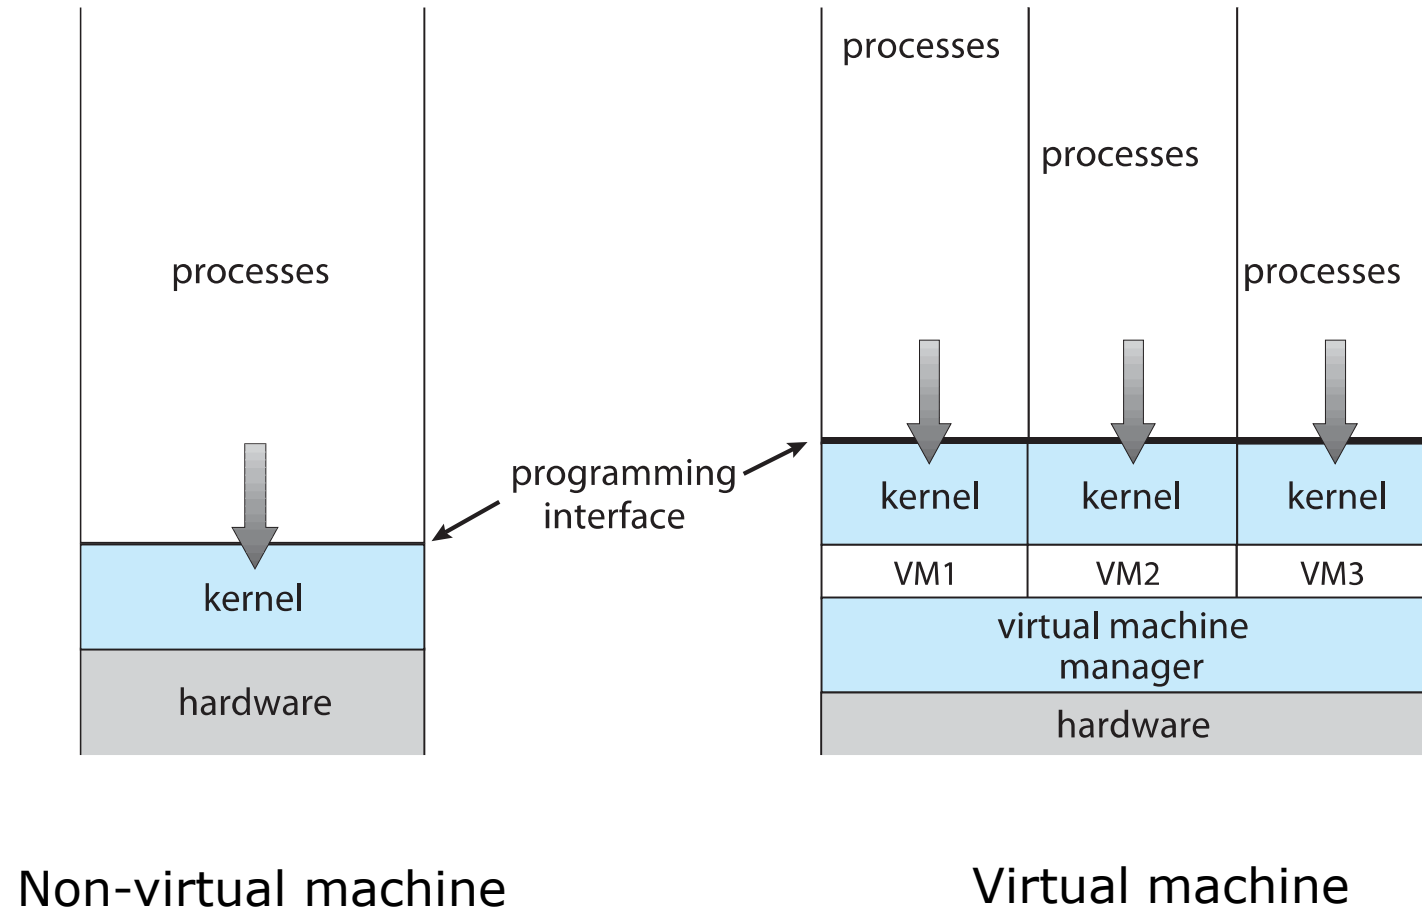 processes
kernel
hardware
programming
interface
processes
processes
processes
kernel
kernel
kernel
VM1
VM2
VM3
virtual machine
manager
hardware
Non-virtual machine
Virtual machine